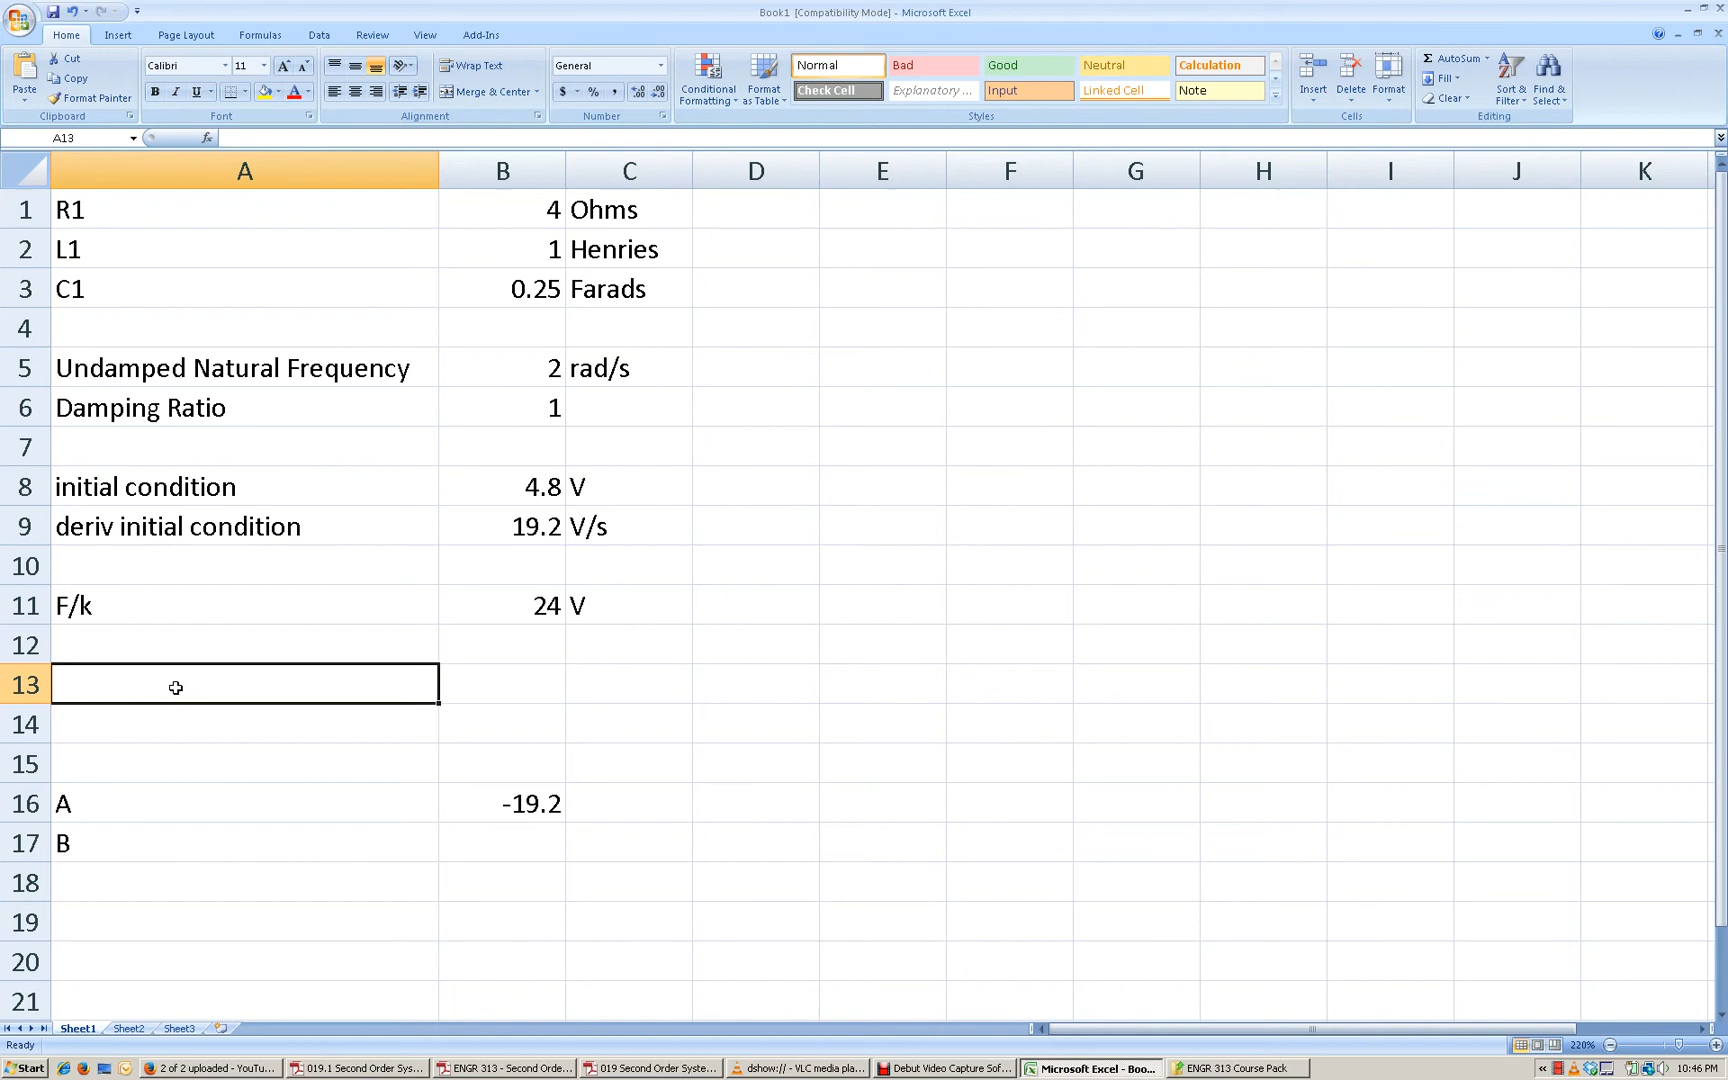 Book1 [Compatibility Mode] - Microsoft Excel
Home Insert Page Layout Formulas Data Review View Add-Ins
Paste Cut Copy Format Painter Clipboard
Calibri 11 B I U A Font
Wrap Text Merge & Center Alignment
General $ % , Number
Conditional Formatting Format as Table
Normal Bad Good Neutral Calculation
Check Cell Explanatory ... Input Linked Cell Note
Styles
Insert Delete Format Cells
AutoSum Fill Clear Sort & Filter Find & Select Editing
A13 fx
A B C D E F G H I J K
1 R1 4 Ohms
2 L1 1 Henries
3 C1 0.25 Farads
4
5 Undamped Natural Frequency 2 rad/s
6 Damping Ratio 1
7
8 initial condition 4.8 V
9 deriv initial condition 19.2 V/s
10
11 F/k 24 V
12
13
14
15
16 A -19.2
17 B
18
19
20
21
Sheet1 Sheet2 Sheet3
Ready 220%
Start 2 of 2 uploaded - YouTu... 019.1 Second Order Sys... ENGR 313 - Second Orde... 019 Second Order Syste... dshow:// - VLC media pla... Debut Video Capture Sof... Microsoft Excel - Boo... ENGR 313 Course Pack 10:46 PM